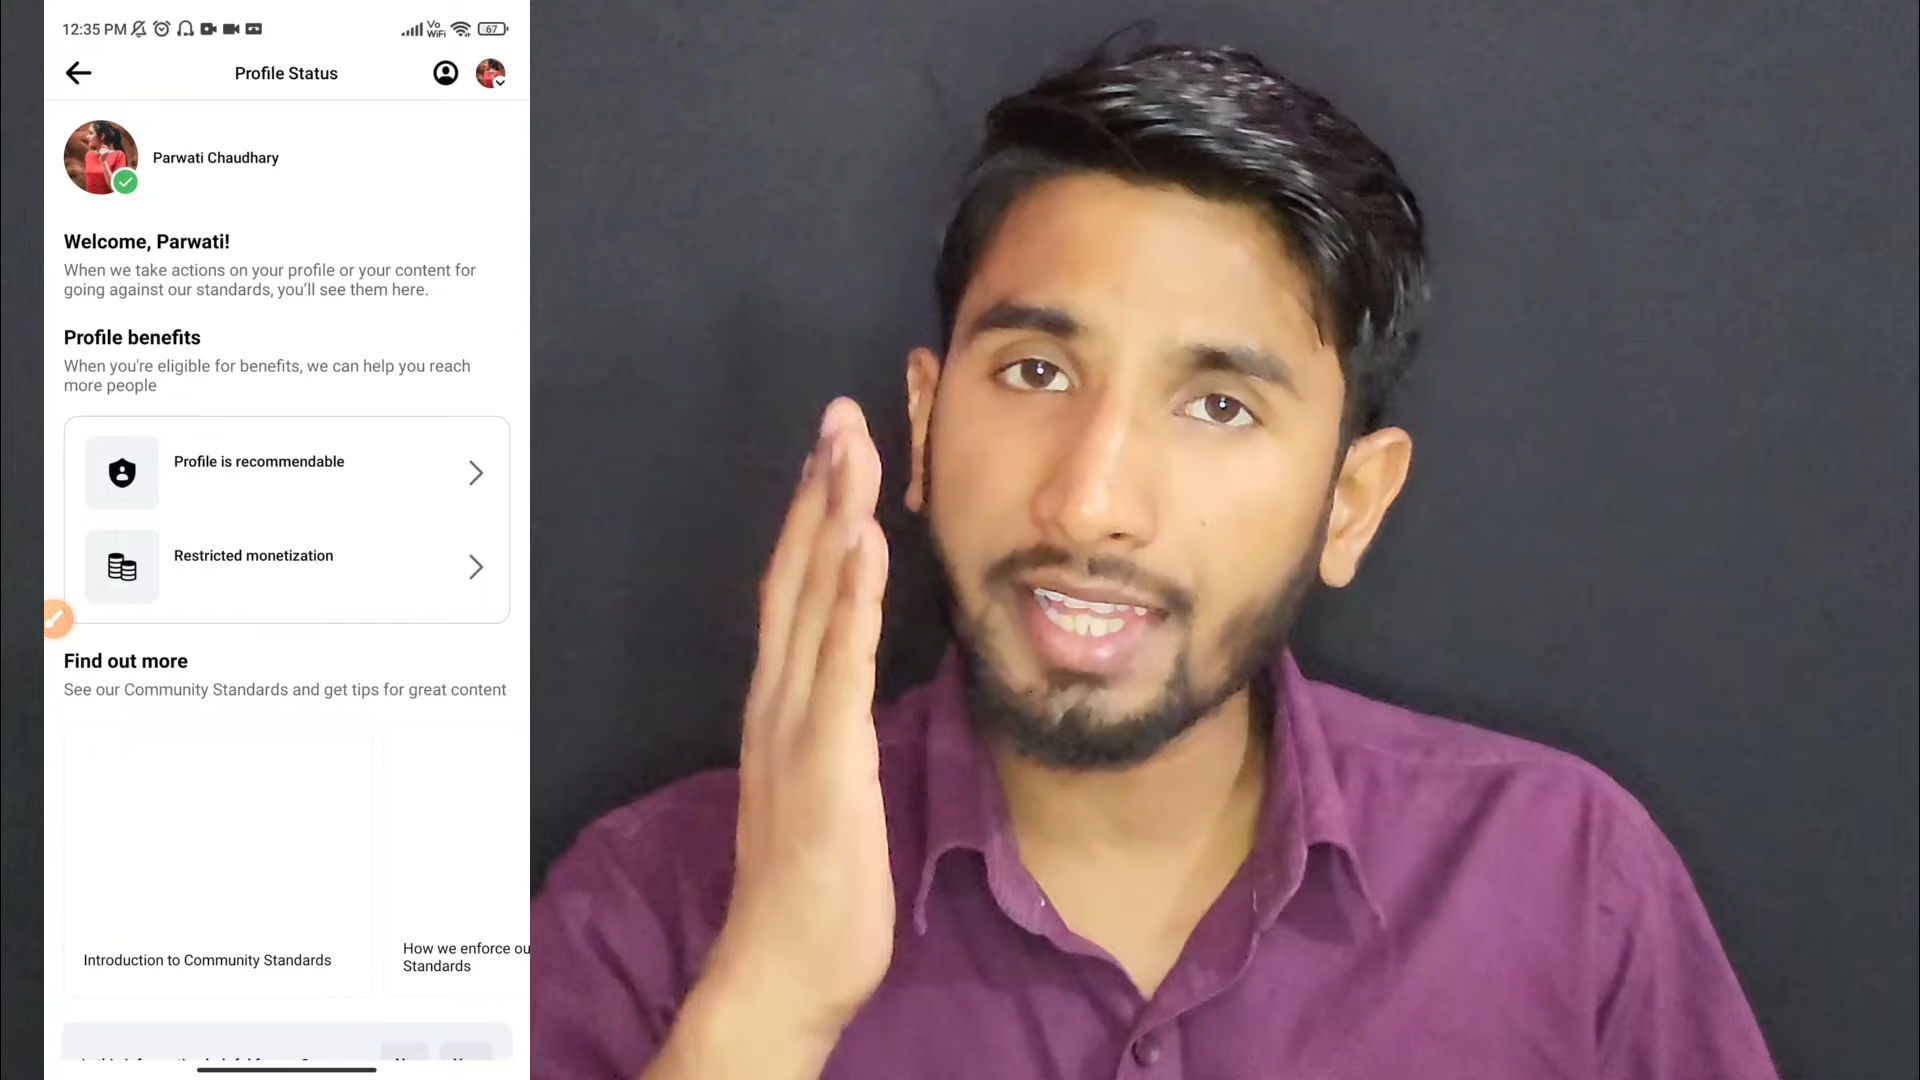 12:35 PM
Vo
WiFi
67
Profile Status
Parwati Chaudhary
Welcome, Parwati!
When we take actions on your profile or your content for
going against our standards, you’ll see them here.
Profile benefits
When you're eligible for benefits, we can help you reach
more people
Profile is recommendable
Restricted monetization
Find out more
See our Community Standards and get tips for great content
Introduction to Community Standards
How we enforce ou
Standards